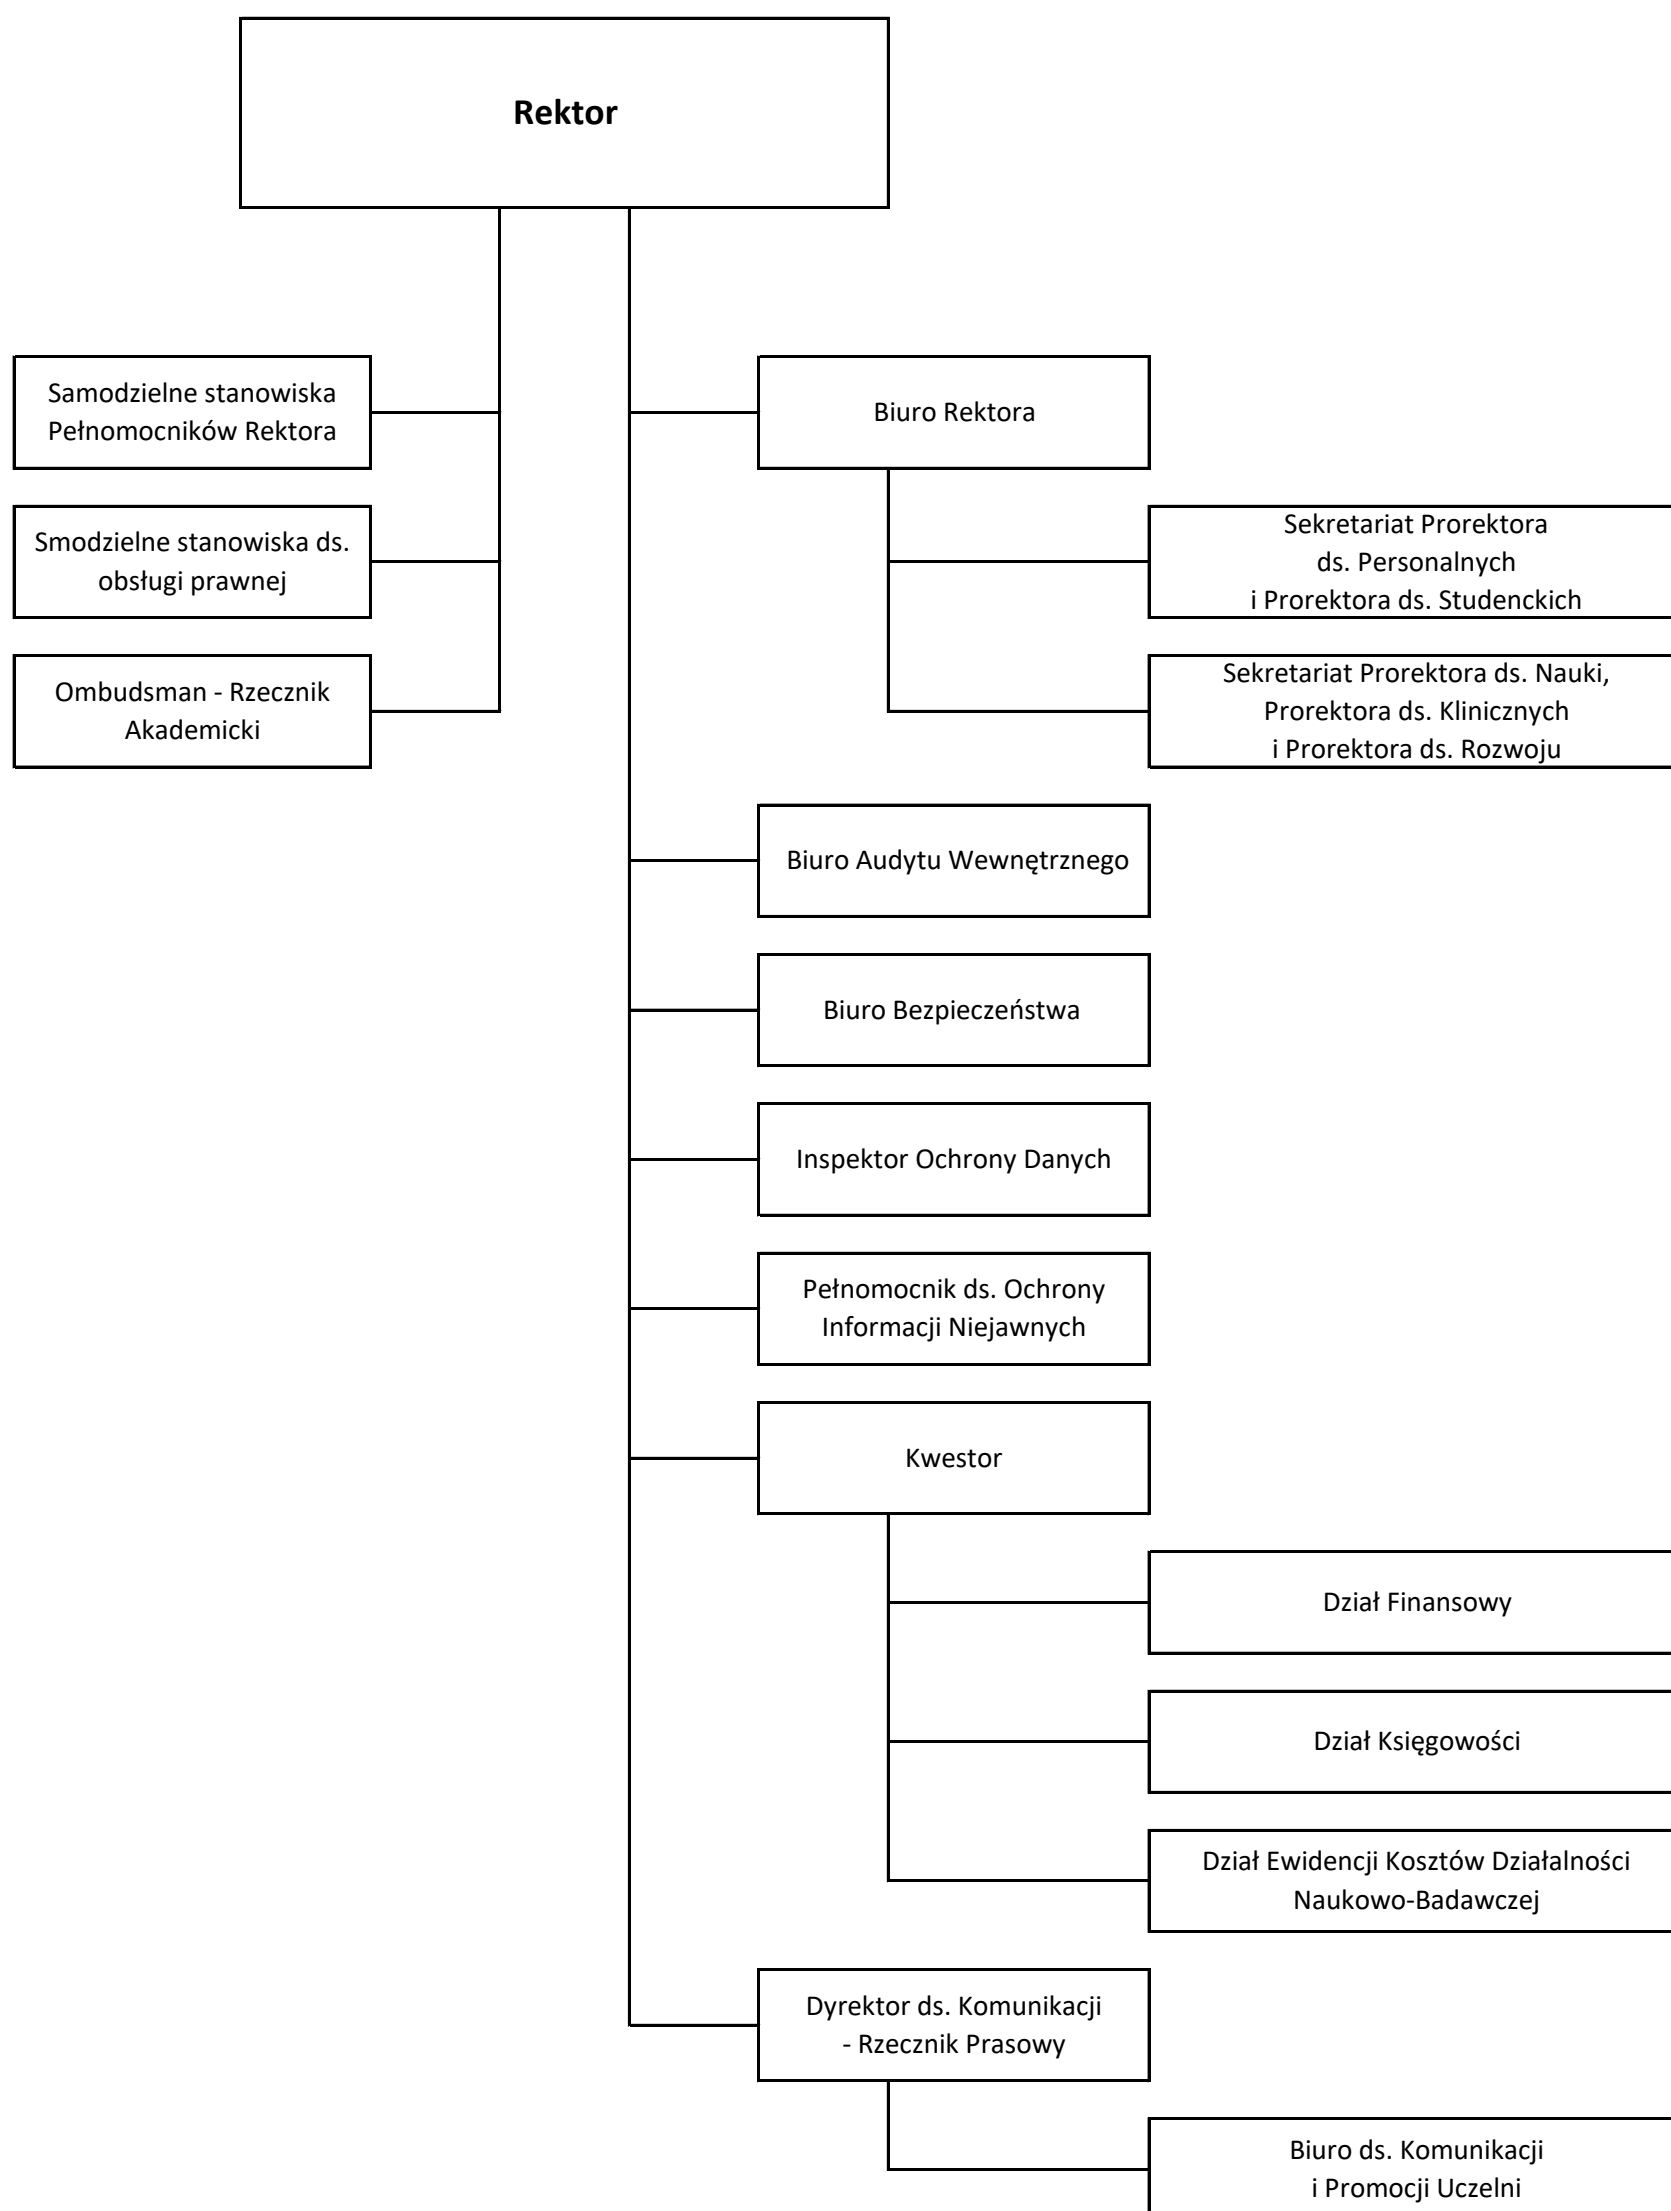 Rektor
Samodzielne stanowiska
Pełnomocników Rektora
Biuro Rektora
Smodzielne stanowiska ds.
obsługi prawnej
Sekretariat Prorektora
ds. Personalnych
i Prorektora ds. Studenckich
Ombudsman - Rzecznik
Akademicki
Sekretariat Prorektora ds. Nauki,
Prorektora ds. Klinicznych
i Prorektora ds. Rozwoju
Biuro Audytu Wewnętrznego
Biuro Bezpieczeństwa
Inspektor Ochrony Danych
Pełnomocnik ds. Ochrony
Informacji Niejawnych
Kwestor
Dział Finansowy
Dział Księgowości
Dział Ewidencji Kosztów Działalności
Naukowo-Badawczej
Dyrektor ds. Komunikacji
- Rzecznik Prasowy
Biuro ds. Komunikacji
i Promocji Uczelni